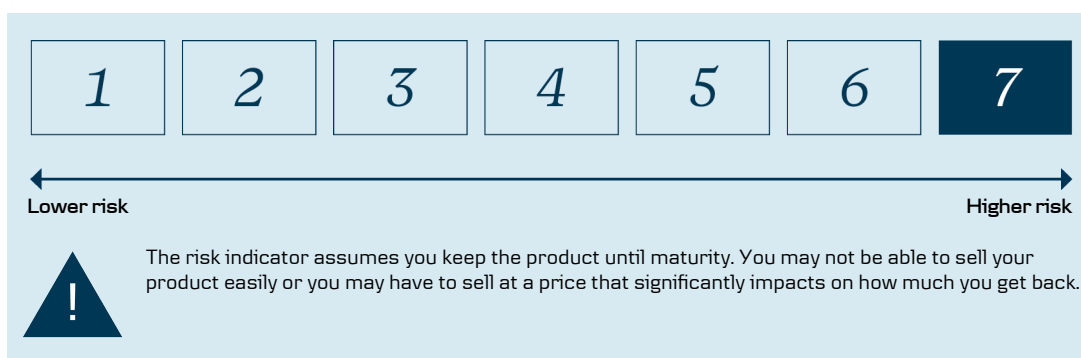 1 2 3 4 5 6 7
Lower risk Higher risk
!
The risk indicator assumes you keep the product until maturity. You may not be able to sell your
product easily or you may have to sell at a price that significantly impacts on how much you get back.